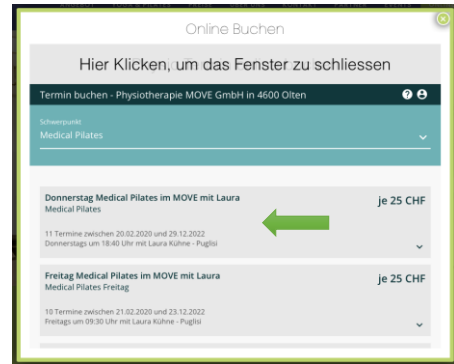 Online Buchen
Hier Klicken, um das Fenster zu schliessen
Termin buchen - Physiotherapie MOVE GmbH in 4600 Olten
Schwerpunkt
Medical Pilates
Donnerstag Medical Pilates im MOVE mit Laura
je 25 CHF
Medical Pilates
11 Termine zwischen 20.02.2020 und 29.12.2022
Donnerstags um 18:40 Uhr mit Laura Kühne - Puglisi
Freitag Medical Pilates im MOVE mit Laura
je 25 CHF
Medical Pilates Freitag
10 Termine zwischen 21.02.2020 und 23.12.2022
Freitags um 09:30 Uhr mit Laura Kühne - Puglisi